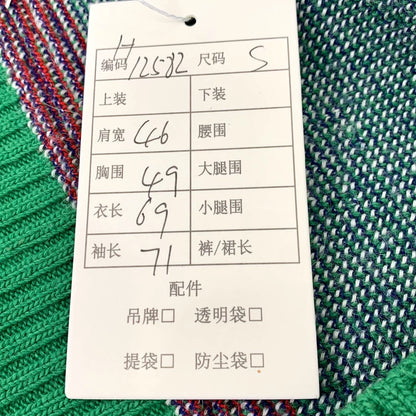 H
编码 12582 尺码 S
上装 下装
肩宽 46 腰围
胸围 49 大腿围
衣长 69 小腿围
袖长 71 裤/裙长
配件
吊牌□ 透明袋□
提袋□ 防尘袋□